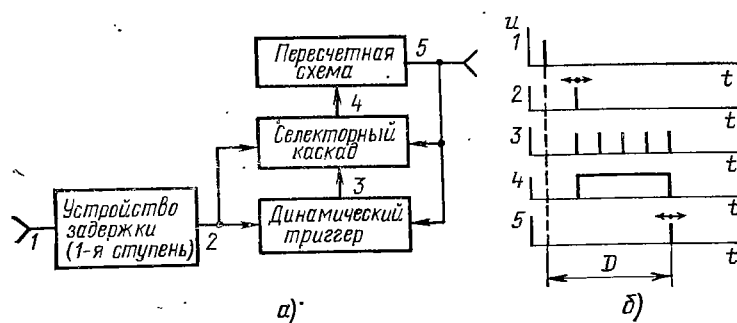 Пересчетная
схема
5
4
Селекторный
каскад
3
Устройство
задержки
(1-я ступень)
1
2
Динамический
триггер
а)
u
1
t
2
t
3
t
4
t
5
t
D
б)